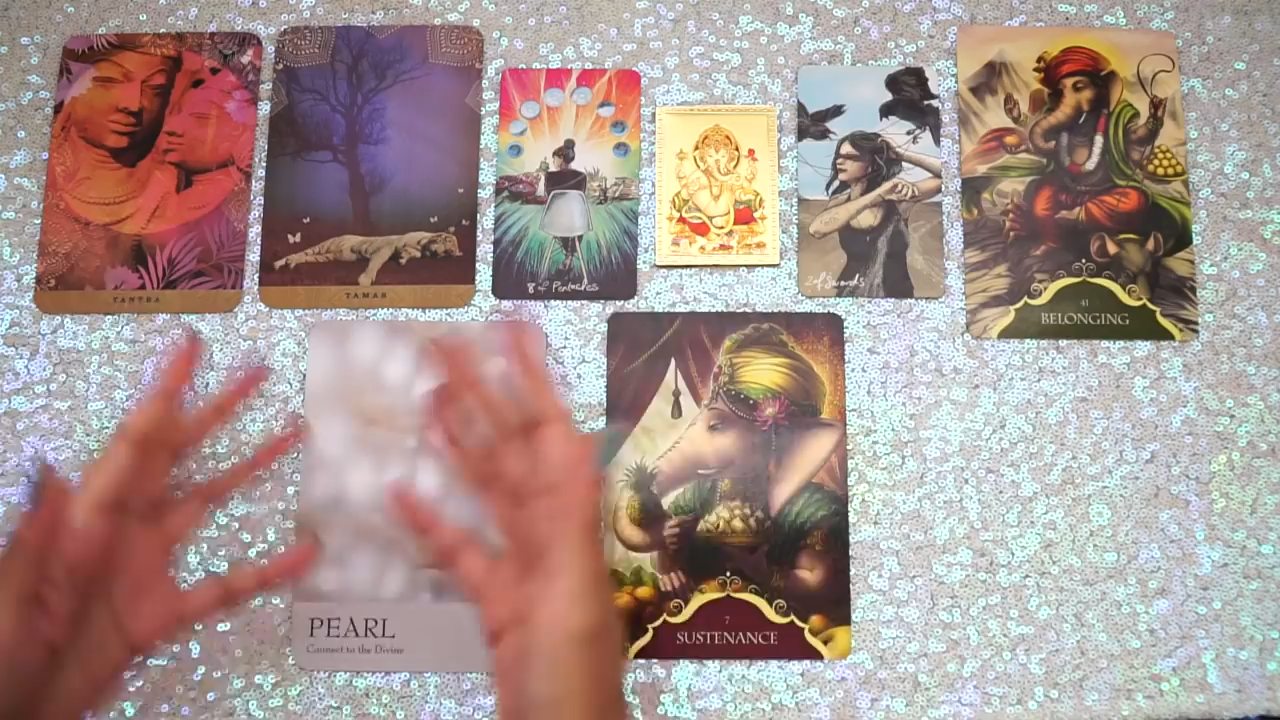 TANTRA
TAMAS
8 of Pentacles
2 of Swords
41
BELONGING
PEARL
Connect to the Divine
7
SUSTENANCE